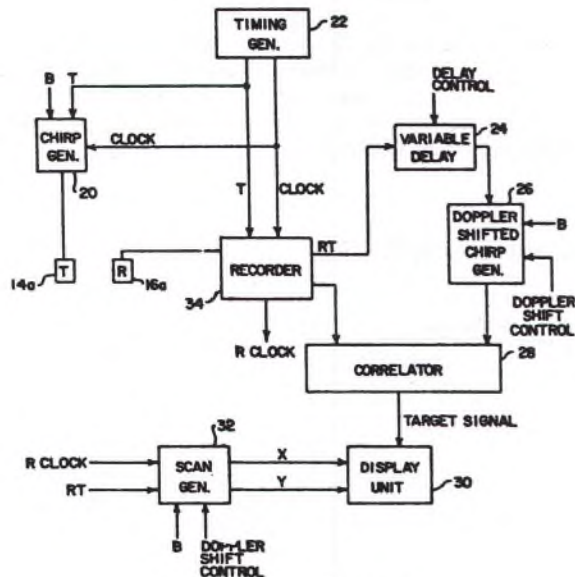 TIMING
GEN.
22
B
T
CHIRP
GEN.
20
CLOCK
DELAY
CONTROL
VARIABLE
DELAY
24
T
CLOCK
RT
26
DOPPLER
SHIFTED
CHIRP
GEN.
B
DOPPLER
SHIFT
CONTROL
14a
T
R
16a
RECORDER
34
R CLOCK
CORRELATOR
28
TARGET SIGNAL
32
R CLOCK
RT
SCAN
GEN.
X
Y
DISPLAY
UNIT
30
B
DOPPLER
SHIFT
CONTROL